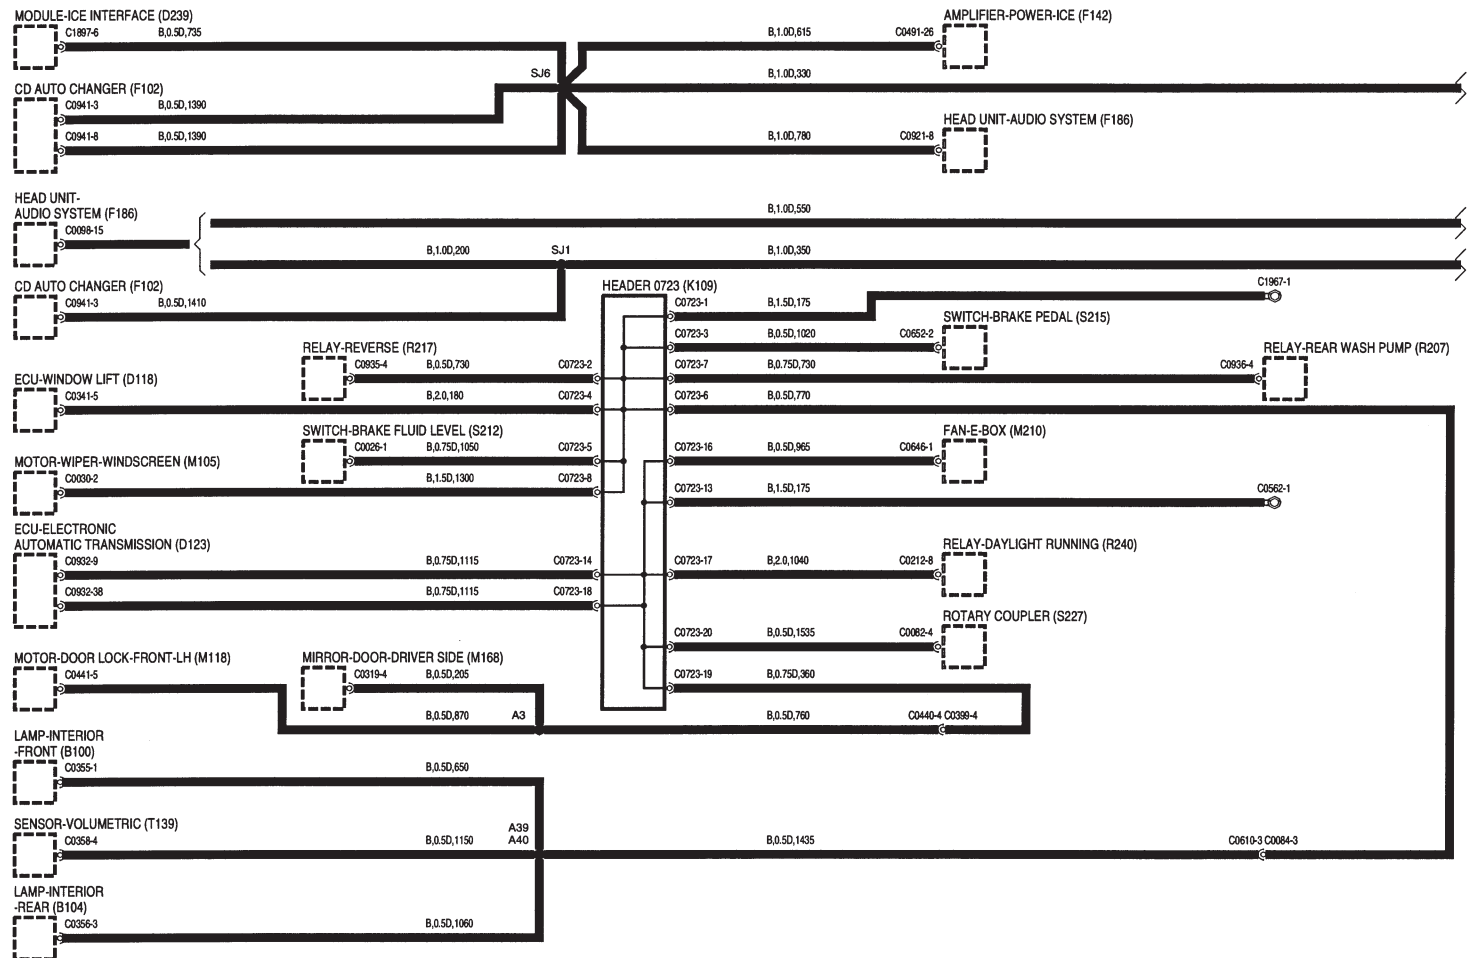 MODULE-ICE INTERFACE (D239)
C1897-6
B,0.5D,735
B,1.0D,615
C0491-26
AMPLIFIER-POWER-ICE (F142)
SJ6
B,1.0D,330
CD AUTO CHANGER (F102)
C0941-3
B,0.5D,1390
C0941-8
B,0.5D,1390
B,1.0D,780
C0921-8
HEAD UNIT-AUDIO SYSTEM (F186)
HEAD UNIT-
AUDIO SYSTEM (F186)
C0098-15
B,1.0D,550
B,1.0D,200
SJ1
B,1.0D,350
CD AUTO CHANGER (F102)
C0941-3
B,0.5D,1410
HEADER 0723 (K109)
C0723-1
B,1.5D,175
C1967-1
C0723-3
B,0.5D,1020
C0652-2
SWITCH-BRAKE PEDAL (S215)
RELAY-REVERSE (R217)
C0935-4
B,0.5D,730
C0723-2
C0723-7
B,0.75D,730
C0936-4
RELAY-REAR WASH PUMP (R207)
ECU-WINDOW LIFT (D118)
C0341-5
B,2.0,180
C0723-4
C0723-6
B,0.5D,770
SWITCH-BRAKE FLUID LEVEL (S212)
C0026-1
B,0.75D,1050
C0723-5
C0723-16
B,0.5D,965
C0646-1
FAN-E-BOX (M210)
MOTOR-WIPER-WINDSCREEN (M105)
C0030-2
B,1.5D,1300
C0723-8
C0723-13
B,1.5D,175
C0562-1
ECU-ELECTRONIC
AUTOMATIC TRANSMISSION (D123)
C0932-9
B,0.75D,1115
C0723-14
C0723-17
B,2.0,1040
C0212-8
RELAY-DAYLIGHT RUNNING (R240)
C0932-38
B,0.75D,1115
C0723-18
C0723-20
B,0.5D,1535
C0082-4
ROTARY COUPLER (S227)
MOTOR-DOOR LOCK-FRONT-LH (M118)
C0441-5
MIRROR-DOOR-DRIVER SIDE (M168)
C0319-4
B,0.5D,205
C0723-19
B,0.75D,360
B,0.5D,870
A3
B,0.5D,760
C0440-4 C0399-4
LAMP-INTERIOR
-FRONT (B100)
C0355-1
B,0.5D,650
SENSOR-VOLUMETRIC (T139)
C0358-4
B,0.5D,1150
A39
A40
B,0.5D,1435
C0610-3 C0084-3
LAMP-INTERIOR
-REAR (B104)
C0356-3
B,0.5D,1060